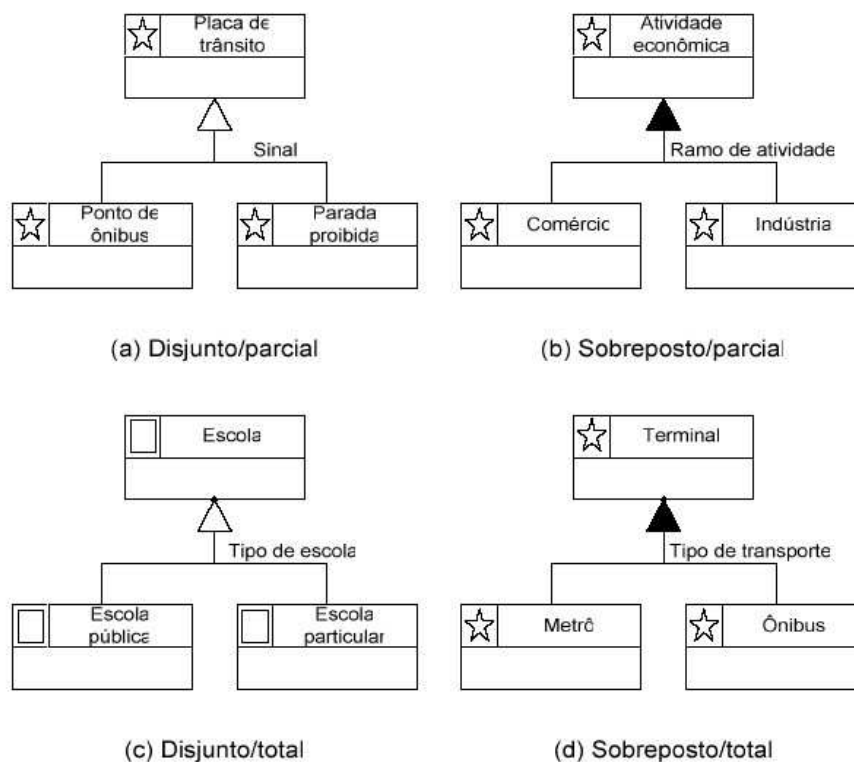 Placa de
trânsito
Sinal
Ponto de
ônibus
Parada
proibida
(a) Disjunto/parcial
Atividade
econômica
Ramo de atividade
Comércio
Indústria
(b) Sobreposto/parcial
Escola
Tipo de escola
Escola
pública
Escola
particular
(c) Disjunto/total
Terminal
Tipo de transporte
Metrô
Ônibus
(d) Sobreposto/total